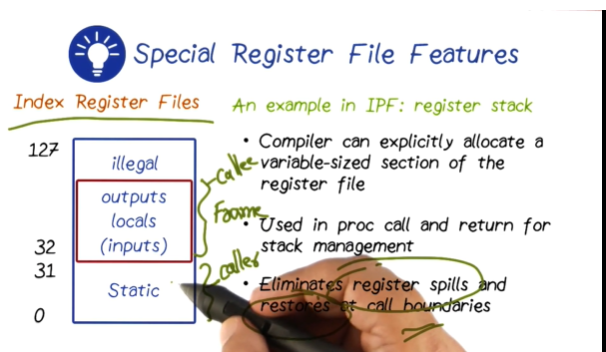 Special Register File Features
Index Register Files
An example in IPF: register stack
127
illegal
outputs
locals
(inputs)
32
31
Static
0
callee
Frame
caller
• Compiler can explicitly allocate a
variable-sized section of the
register file
• Used in proc call and return for
stack management
• Eliminates register spills and
restores at call boundaries